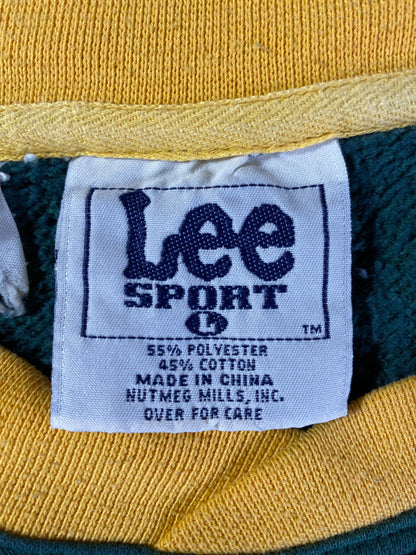 Lee
SPORT
L
TM
55% POLYESTER
45% COTTON
MADE IN CHINA
NUTMEG MILLS, INC.
OVER FOR CARE